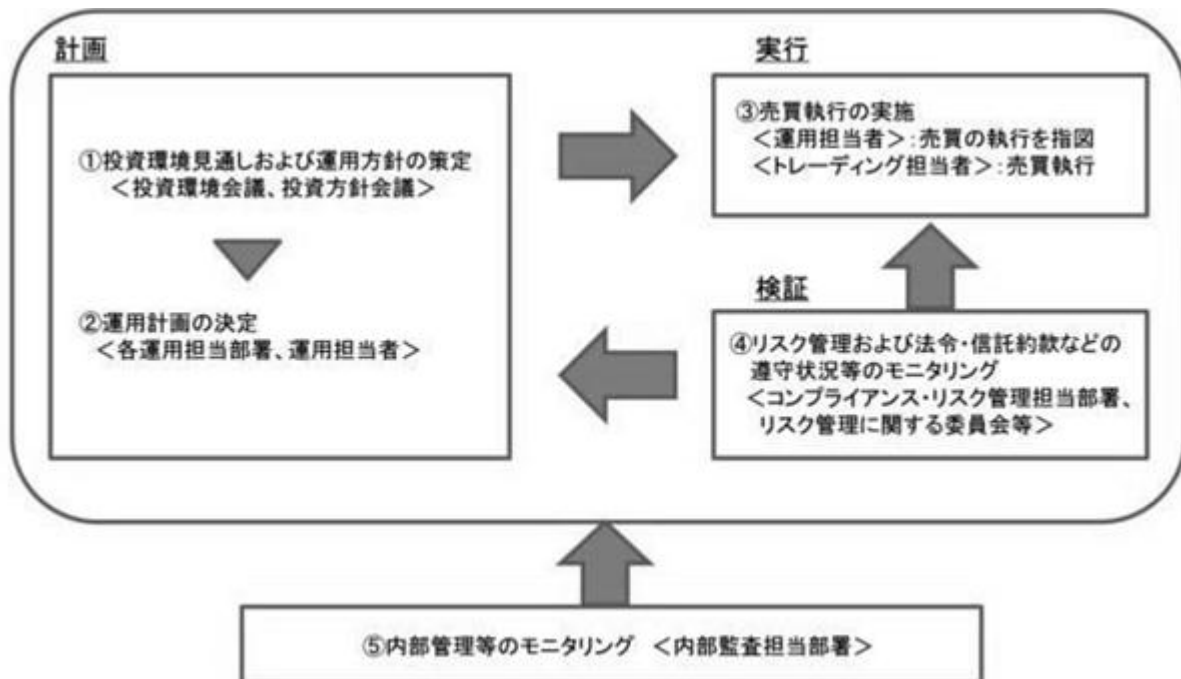 計画
①投資環境見通しおよび運用方針の策定
＜投資環境会議、投資方針会議＞
②運用計画の決定
＜各運用担当部署、運用担当者＞
実行
③売買執行の実施
＜運用担当者＞：売買の執行を指図
＜トレーディング担当者＞：売買執行
検証
④リスク管理および法令・信託約款などの
遵守状況等のモニタリング
＜コンプライアンス・リスク管理担当部署、
リスク管理に関する委員会等＞
⑤内部管理等のモニタリング ＜内部監査担当部署＞